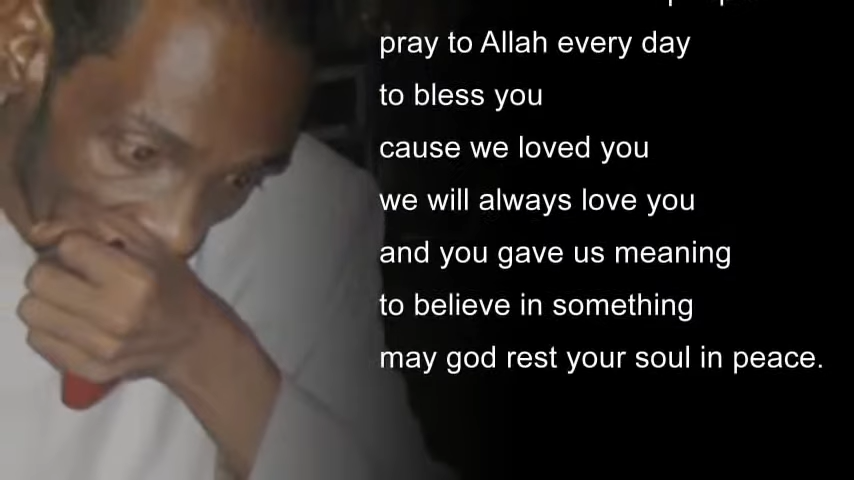 pray to Allah every day
to bless you
cause we loved you
we will always love you
and you gave us meaning
to believe in something
may god rest your soul in peace.